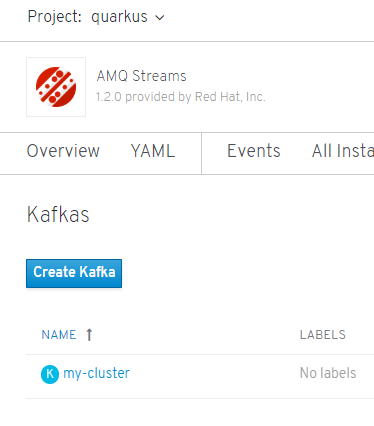 Project: quarkus
AMQ Streams
1.2.0 provided by Red Hat, Inc.
Overview YAML Events All Insta
Kafkas
Create Kafka
NAME LABELS
K my-cluster No labels